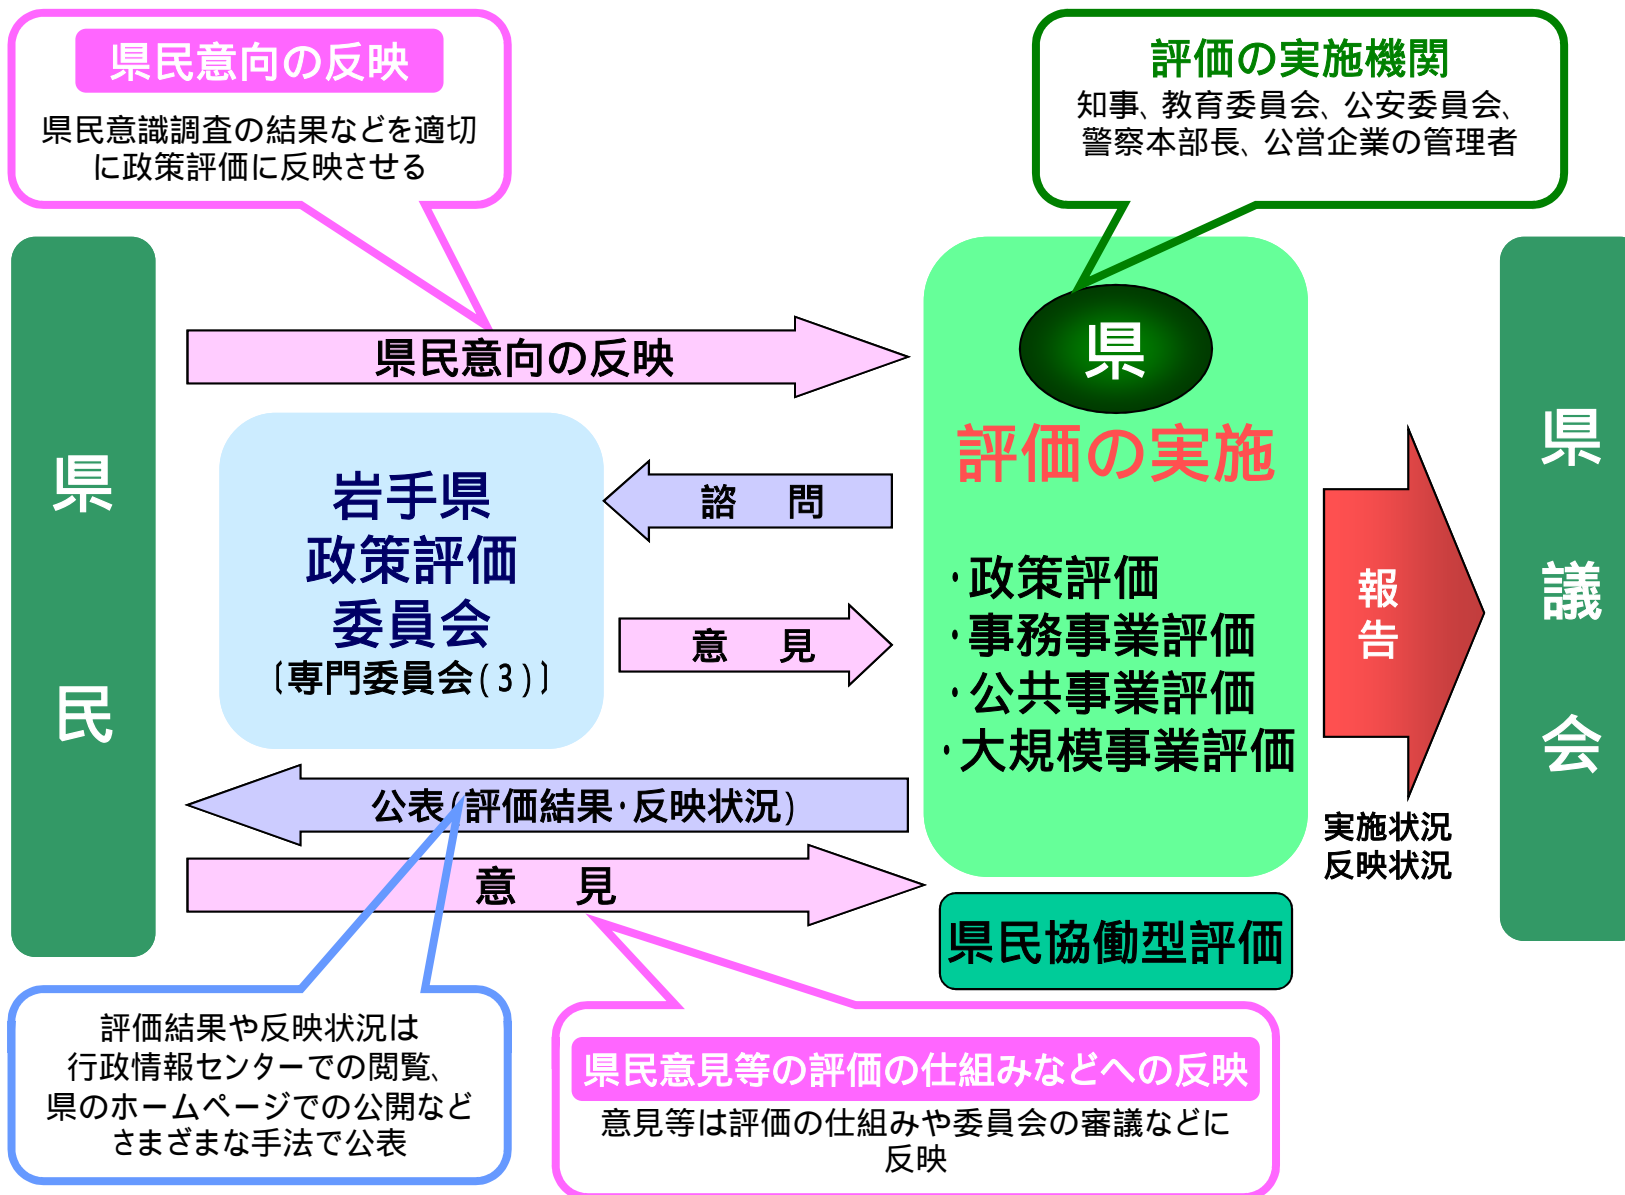 県民意向の反映
県民意識調査の結果などを適切
に政策評価に反映させる
評価の実施機関
知事、教育委員会、公安委員会、
警察本部長、公営企業の管理者
県民
県民意向の反映
岩手県
政策評価
委員会
〔専門委員会(3)〕
諮　問
意　見
公表(評価結果・反映状況)
意　見
県
評価の実施
・政策評価
・事務事業評価
・公共事業評価
・大規模事業評価
県民協働型評価
報
告
実施状況
反映状況
県議会
評価結果や反映状況は
行政情報センターでの閲覧、
県のホームページでの公開など
さまざまな手法で公表
県民意見等の評価の仕組みなどへの反映
意見等は評価の仕組みや委員会の審議などに
反映